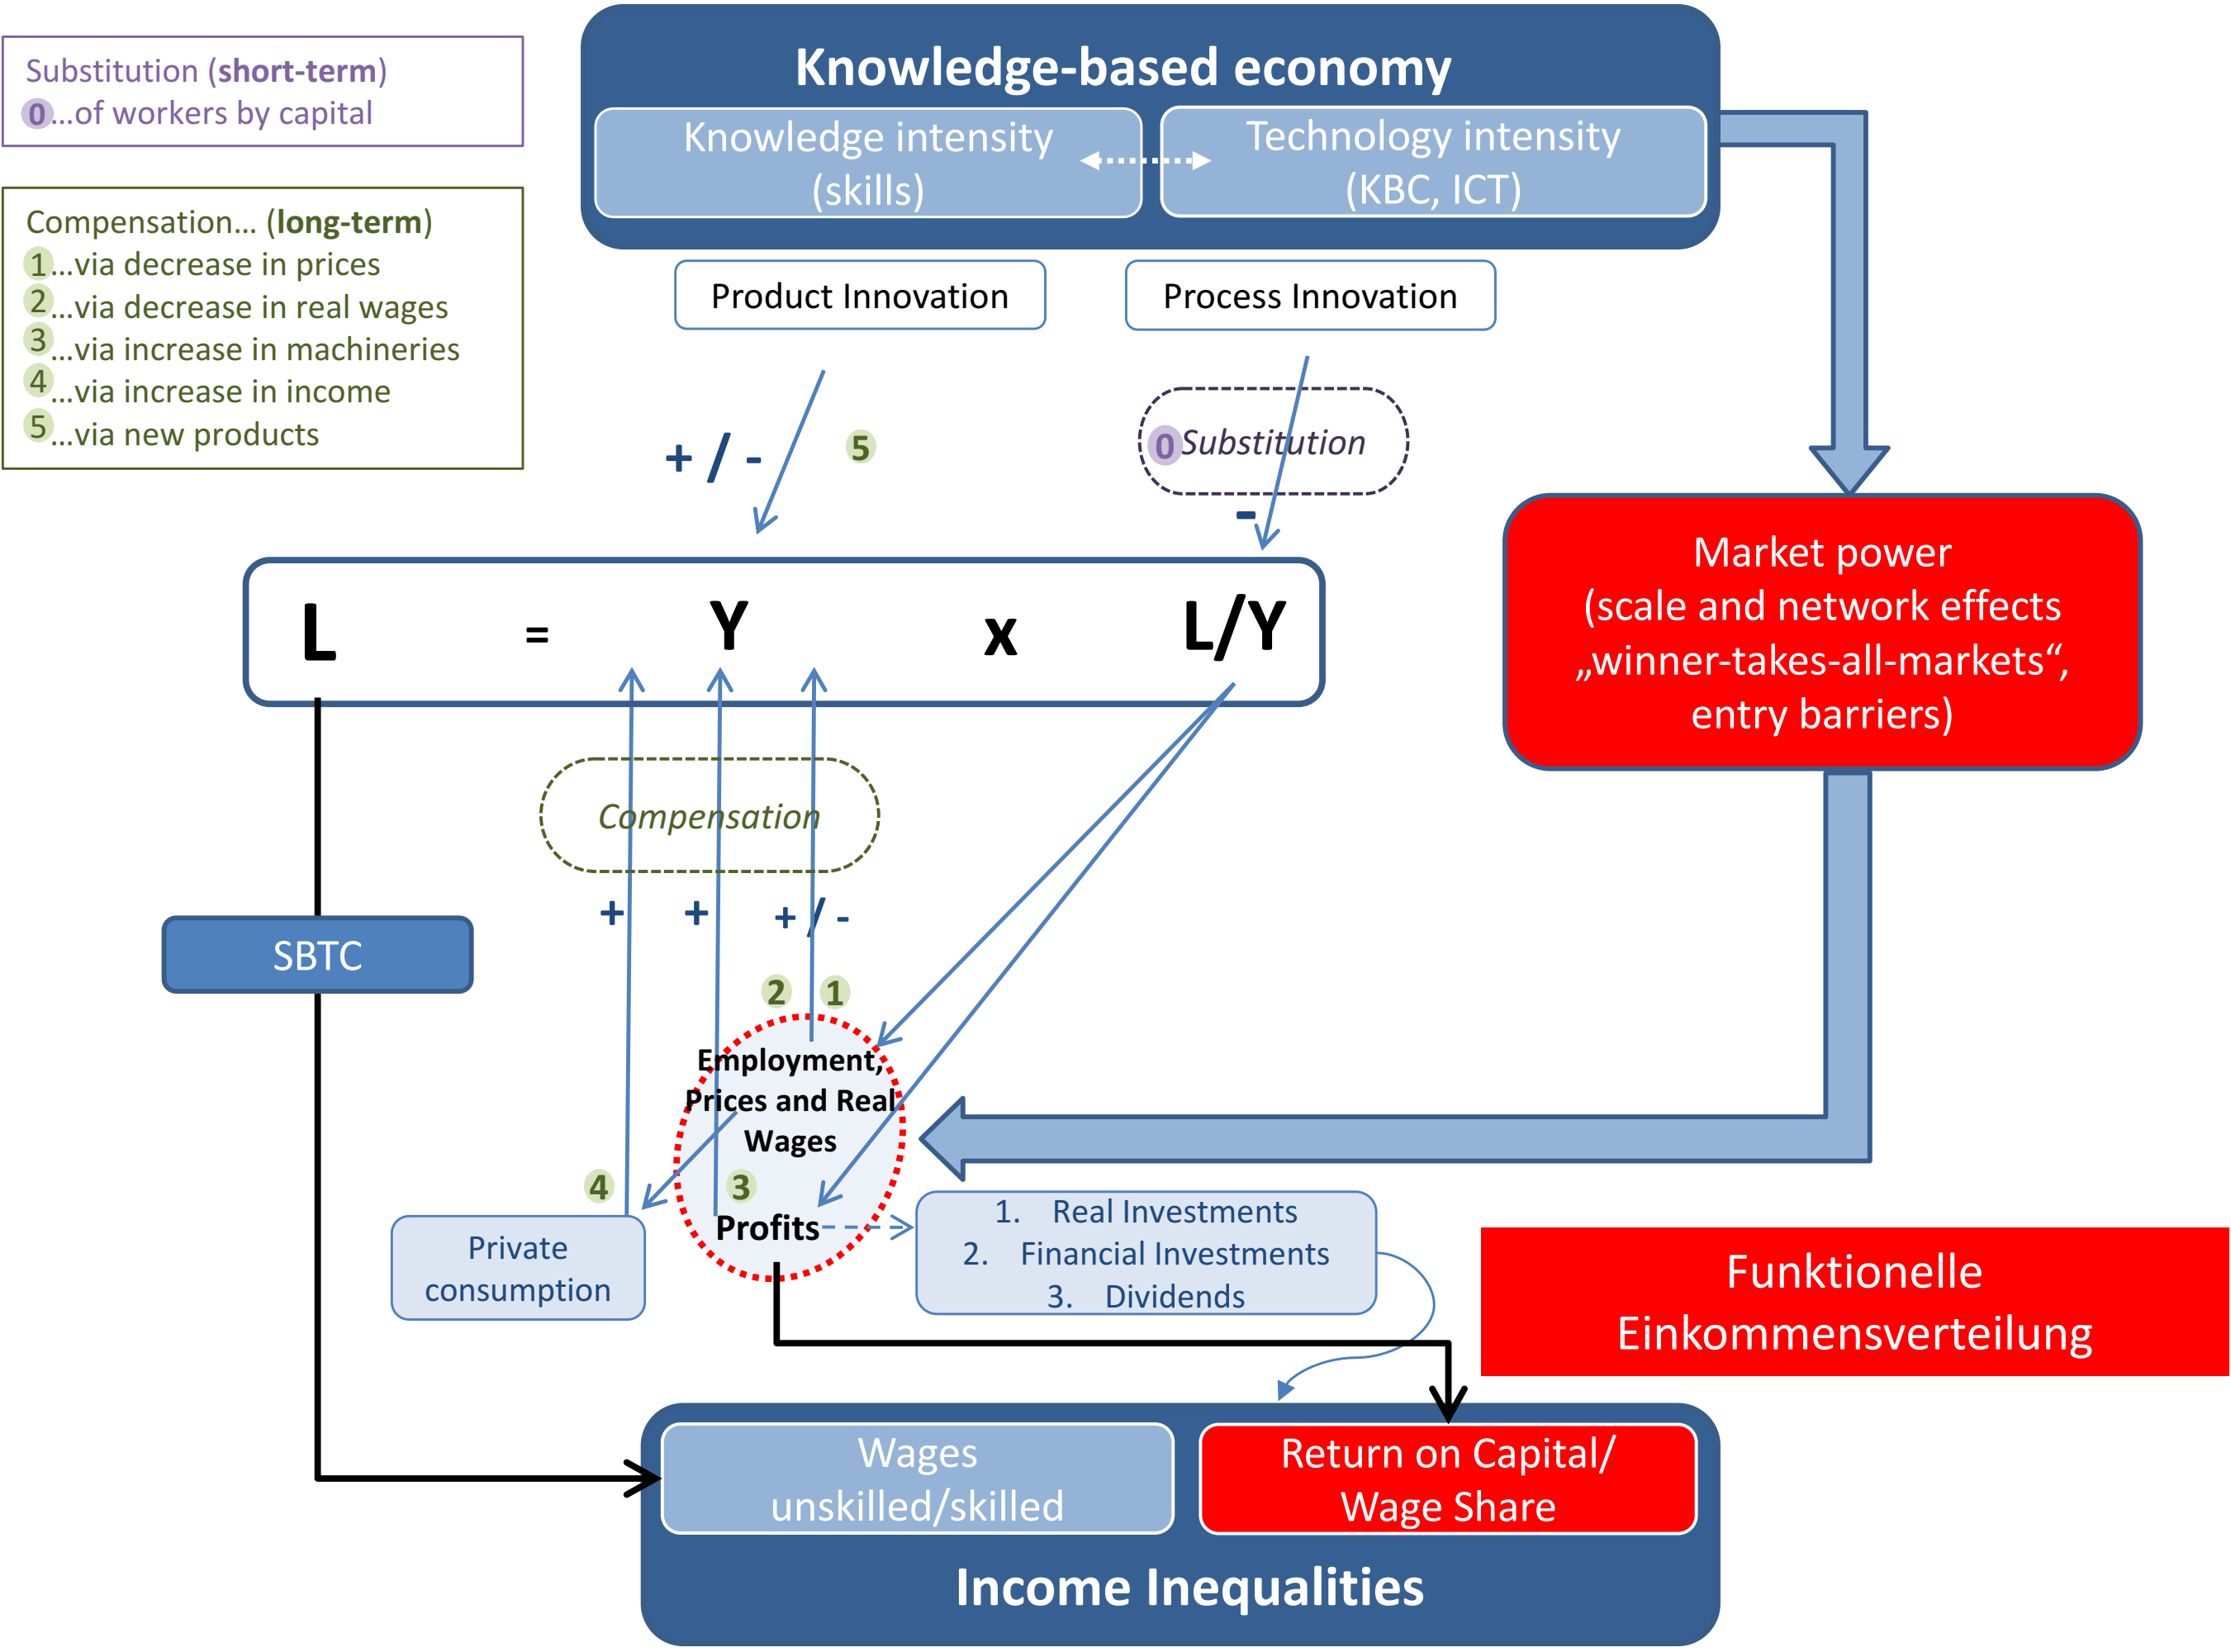 Substitution (short-term)
0...of workers by capital
Compensation... (long-term)
1...via decrease in prices
2...via decrease in real wages
3...via increase in machineries
4...via increase in income
5...via new products
Knowledge-based economy
Knowledge intensity
(skills)
Technology intensity
(KBC, ICT)
Product Innovation
Process Innovation
+ / -
5
0 Substitution
-
L = Y x L/Y
Market power
(scale and network effects
„winner-takes-all-markets“,
entry barriers)
Compensation
+ + + / -
SBTC
2 1
Employment,
Prices and Real
Wages
4
3
Profits
Private
consumption
1. Real Investments
2. Financial Investments
3. Dividends
Funktionelle
Einkommensverteilung
Wages
unskilled/skilled
Return on Capital/
Wage Share
Income Inequalities